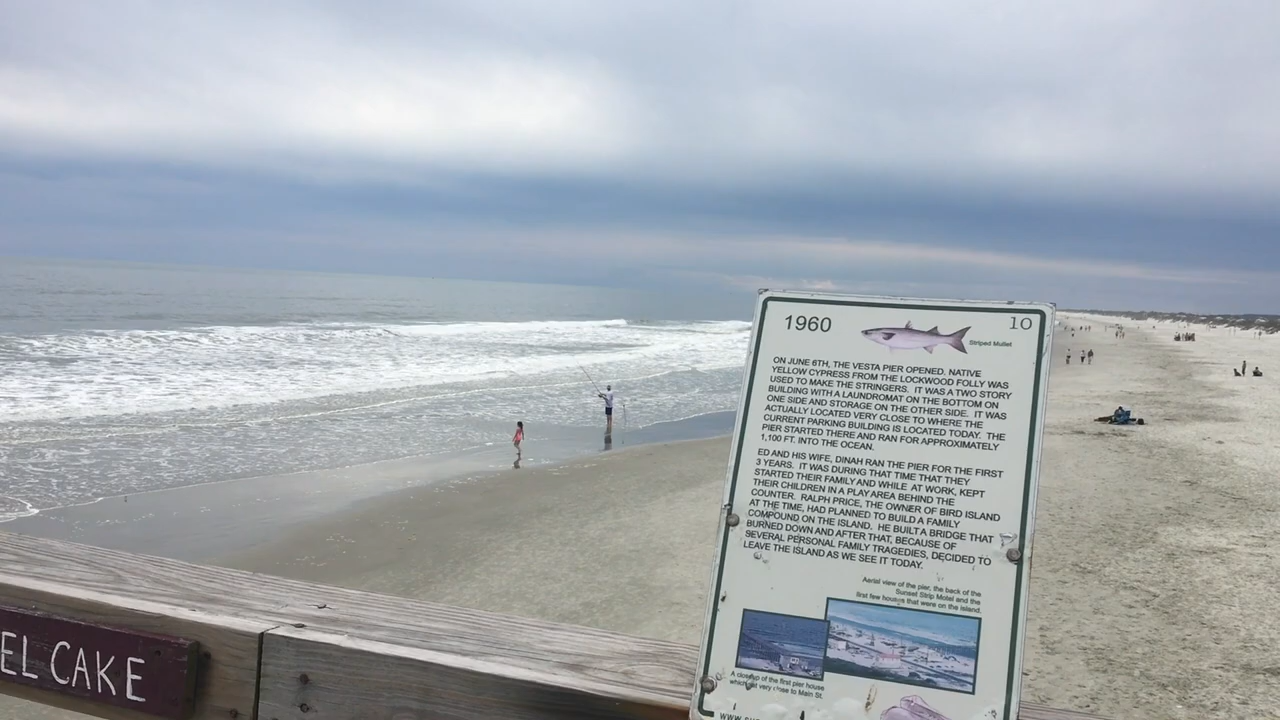 1960
10
Striped Mullet
ON JUNE 6TH, THE VESTA PIER OPENED. NATIVE
YELLOW CYPRESS FROM THE LOCKWOOD FOLLY WAS
USED TO MAKE THE STRINGERS. IT WAS A TWO STORY
BUILDING WITH A LAUNDROMAT ON THE BOTTOM ON
ONE SIDE AND STORAGE ON THE OTHER SIDE. IT WAS
ACTUALLY LOCATED VERY CLOSE TO WHERE THE
CURRENT PARKING BUILDING IS LOCATED TODAY. THE
PIER STARTED THERE AND RAN FOR APPROXIMATELY
1,100 FT. INTO THE OCEAN.
ED AND HIS WIFE, DINAH RAN THE PIER FOR THE FIRST
3 YEARS. IT WAS DURING THAT TIME THAT THEY
STARTED THEIR FAMILY AND WHILE AT WORK, KEPT
THEIR CHILDREN IN A PLAY AREA BEHIND THE
COUNTER. RALPH PRICE, THE OWNER OF BIRD ISLAND
AT THE TIME, HAD PLANNED TO BUILD A FAMILY
COMPOUND ON THE ISLAND. HE BUILT A BRIDGE THAT
BURNED DOWN AND AFTER THAT, BECAUSE OF
SEVERAL PERSONAL FAMILY TRAGEDIES, DECIDED TO
LEAVE THE ISLAND AS WE SEE IT TODAY.
Aerial view of the pier, the back of the
Sunset Strip Motel and the
first few houses that were on the island.
A closeup of the first pier house
which sat very close to Main St.
EL CAKE